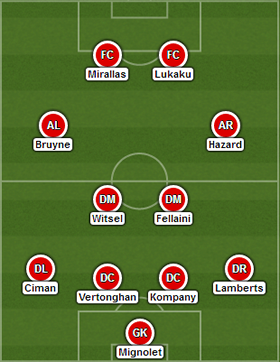 FC FC
Mirallas Lukaku
AL AR
Bruyne Hazard
DM DM
Witsel Fellaini
DL DC DC DR
Ciman Vertonghan Kompany Lamberts
GK
Mignolet